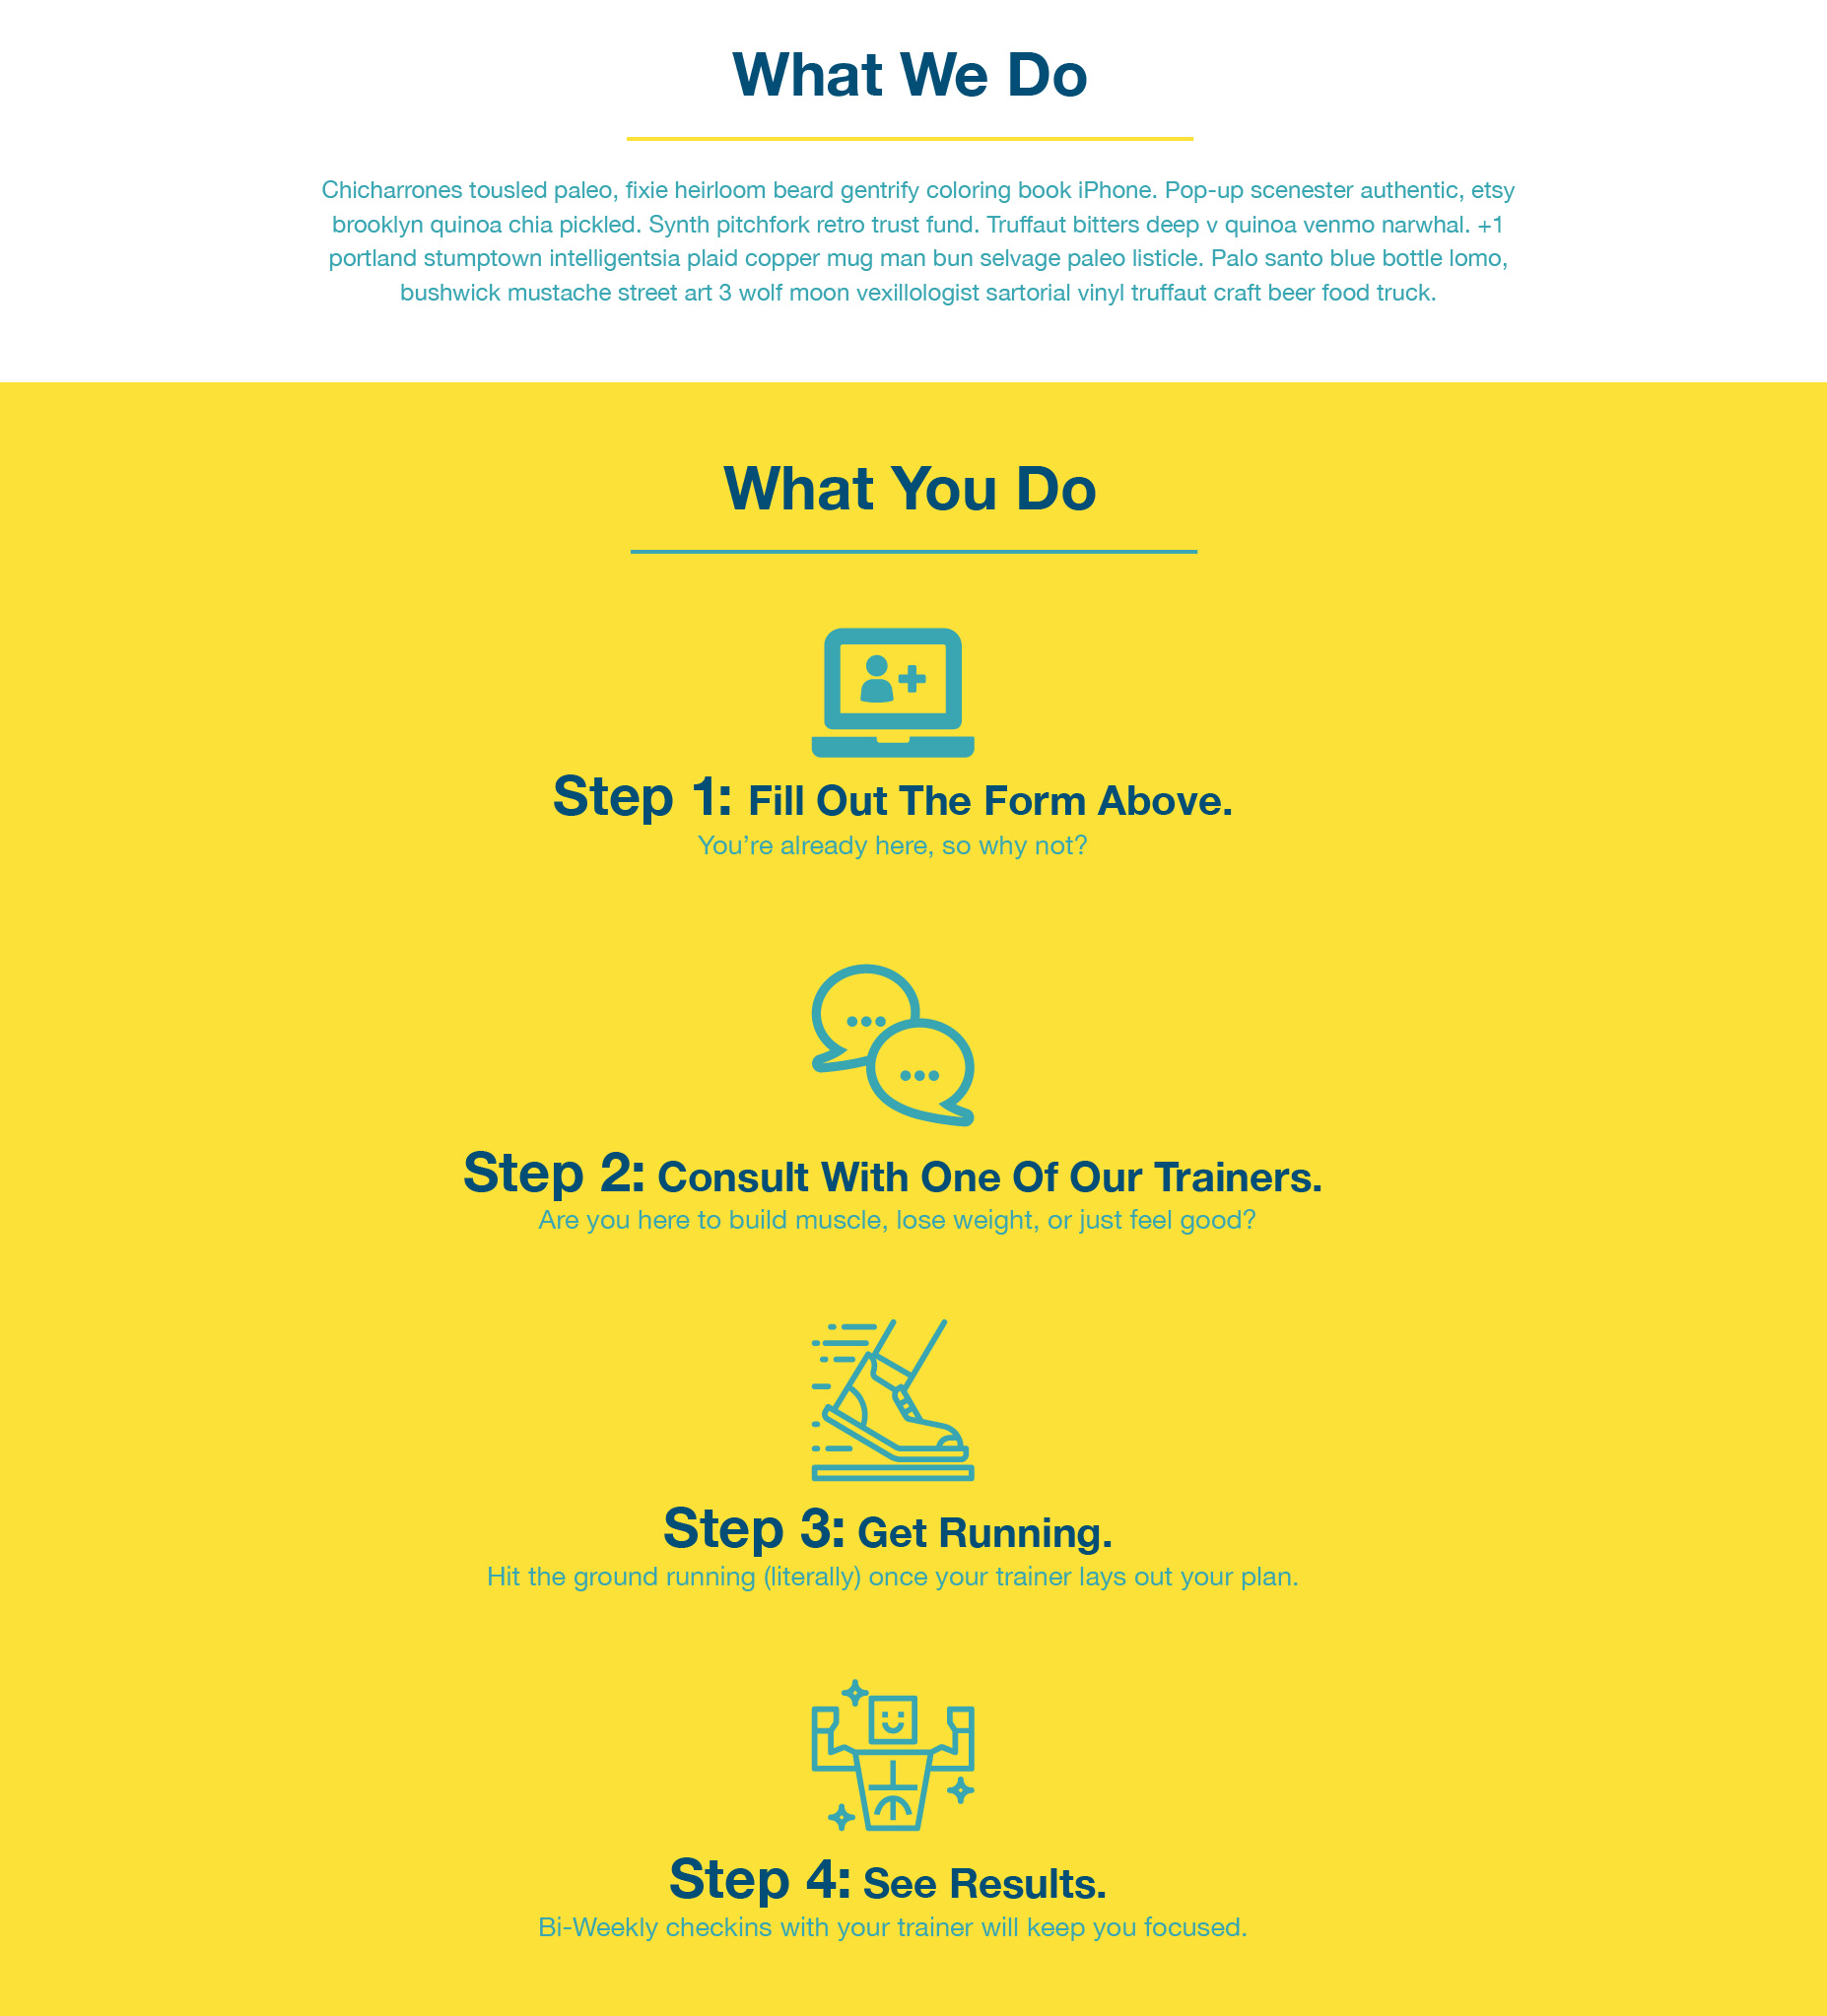 What We Do
Chicharrones tousled paleo, fixie heirloom beard gentrify coloring book iPhone. Pop-up scenester authentic, etsy
brooklyn quinoa chia pickled. Synth pitchfork retro trust fund. Truffaut bitters deep v quinoa venmo narwhal. +1
portland stumptown intelligentsia plaid copper mug man bun selvage paleo listicle. Palo santo blue bottle lomo,
bushwick mustache street art 3 wolf moon vexillologist sartorial vinyl truffaut craft beer food truck.
What You Do
Step 1: Fill Out The Form Above.
You’re already here, so why not?
Step 2: Consult With One Of Our Trainers.
Are you here to build muscle, lose weight, or just feel good?
Step 3: Get Running.
Hit the ground running (literally) once your trainer lays out your plan.
Step 4: See Results.
Bi-Weekly checkins with your trainer will keep you focused.